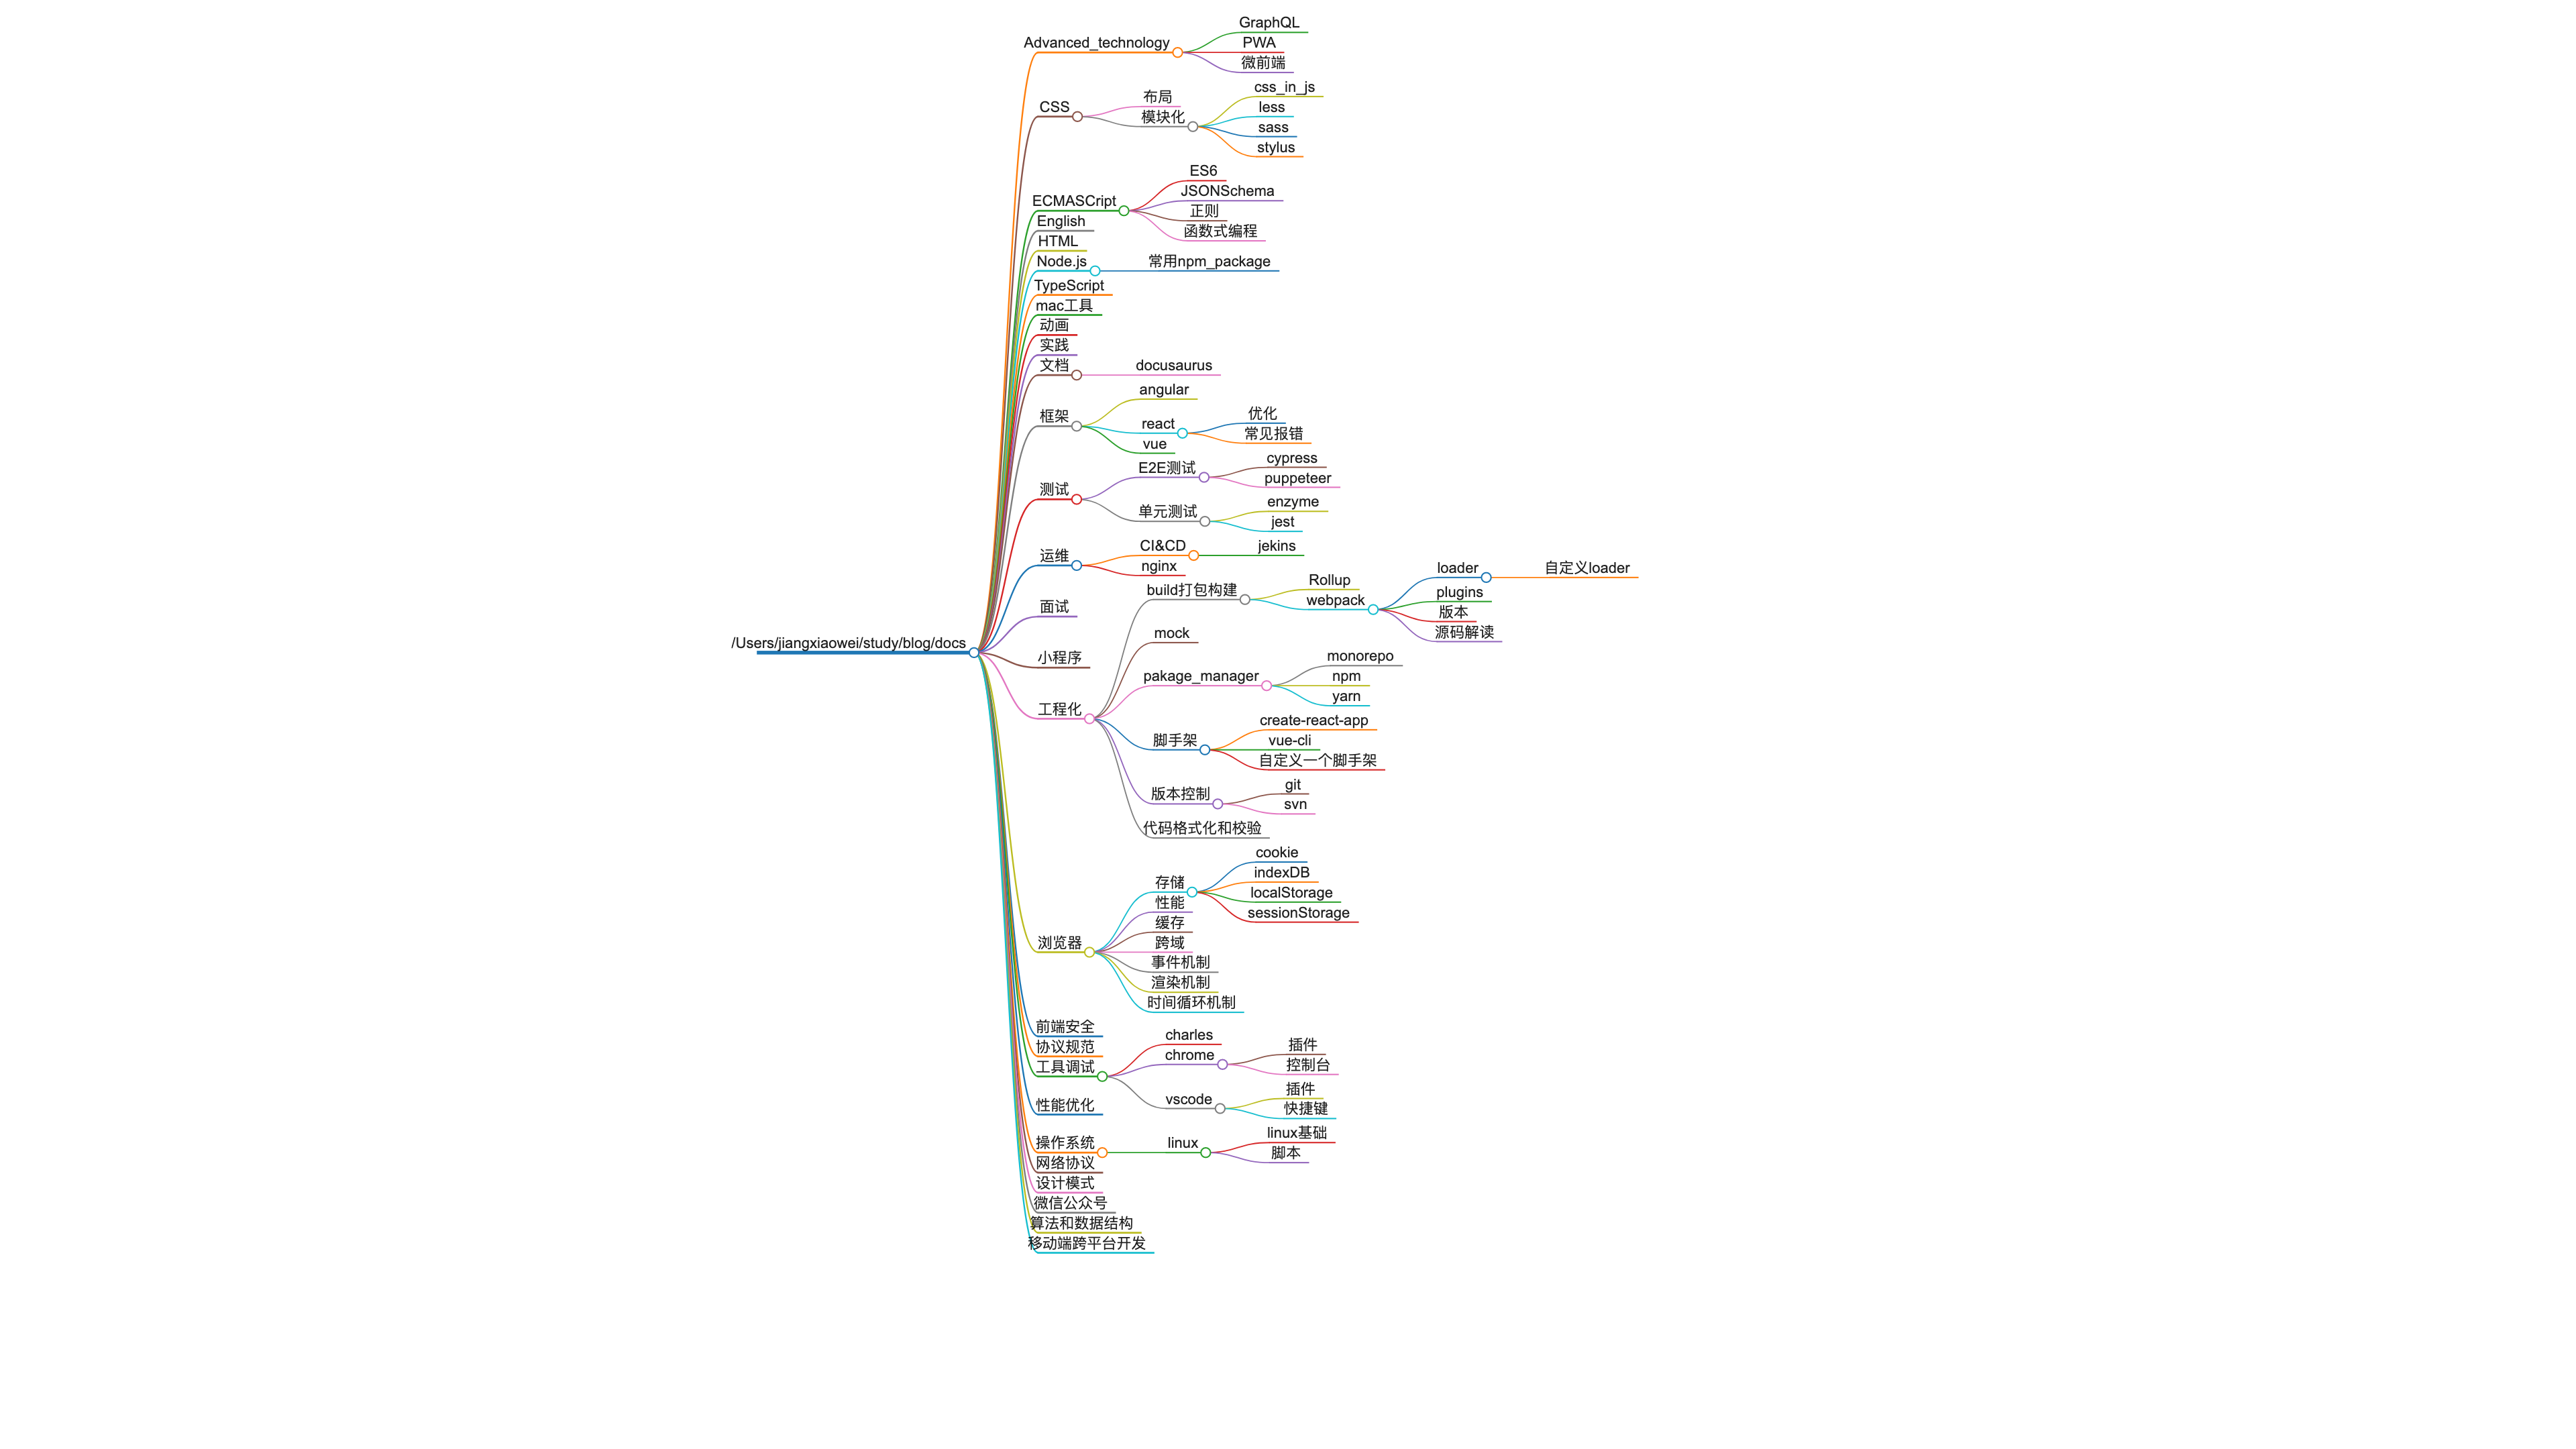 /Users/jiangxiaowei/study/blog/docs
Advanced_technology
GraphQL
PWA
微前端
CSS
布局
模块化
css_in_js
less
sass
stylus
ECMASCript
ES6
JSONSchema
正则
函数式编程
English
HTML
Node.js
常用npm_package
TypeScript
mac工具
动画
实践
文档
docusaurus
框架
angular
react
优化
常见报错
vue
测试
E2E测试
cypress
puppeteer
单元测试
enzyme
jest
运维
CI&CD
jekins
nginx
面试
小程序
工程化
build打包构建
Rollup
webpack
loader
自定义loader
plugins
版本
源码解读
mock
pakage_manager
monorepo
npm
yarn
脚手架
create-react-app
vue-cli
自定义一个脚手架
版本控制
git
svn
代码格式化和校验
浏览器
存储
cookie
indexDB
localStorage
sessionStorage
性能
缓存
跨域
事件机制
渲染机制
时间循环机制
前端安全
协议规范
工具调试
charles
chrome
插件
控制台
vscode
插件
快捷键
性能优化
操作系统
linux
linux基础
脚本
网络协议
设计模式
微信公众号
算法和数据结构
移动端跨平台开发